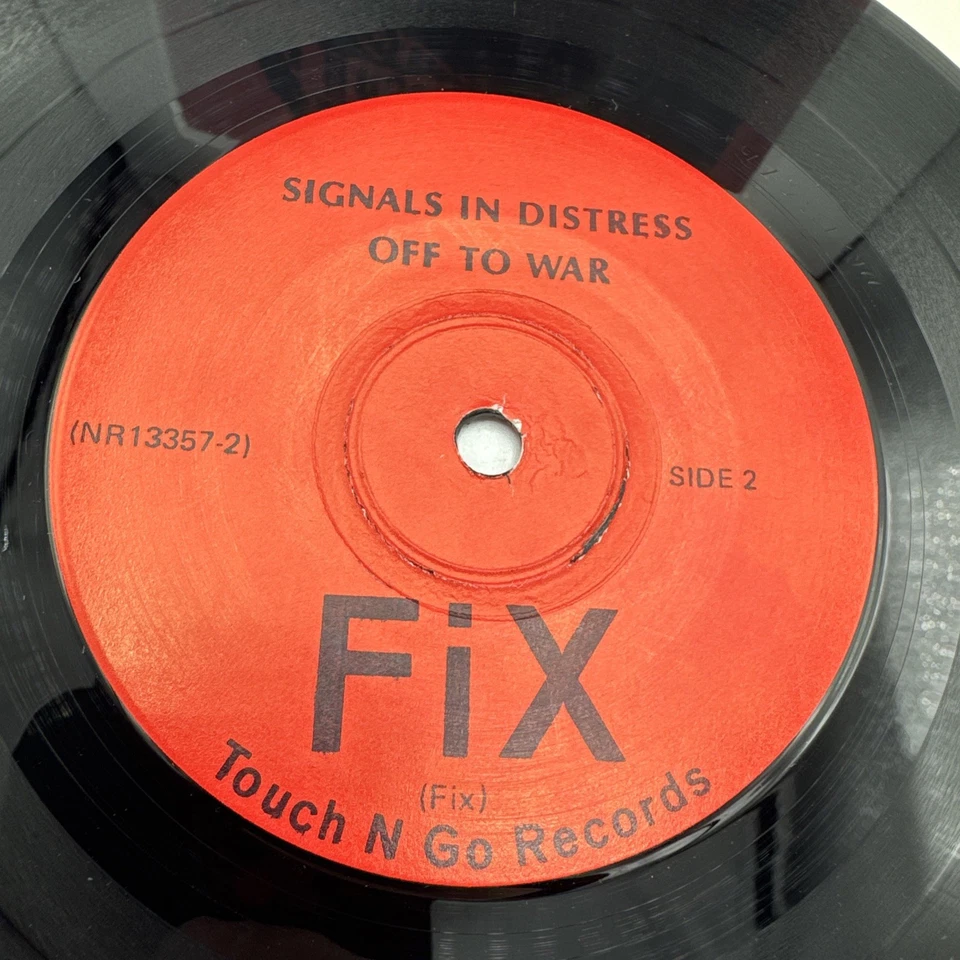 SIGNALS IN DISTRESS
OFF TO WAR
(NR13357-2)
SIDE 2
FiX
(Fix)
Touch N Go Records